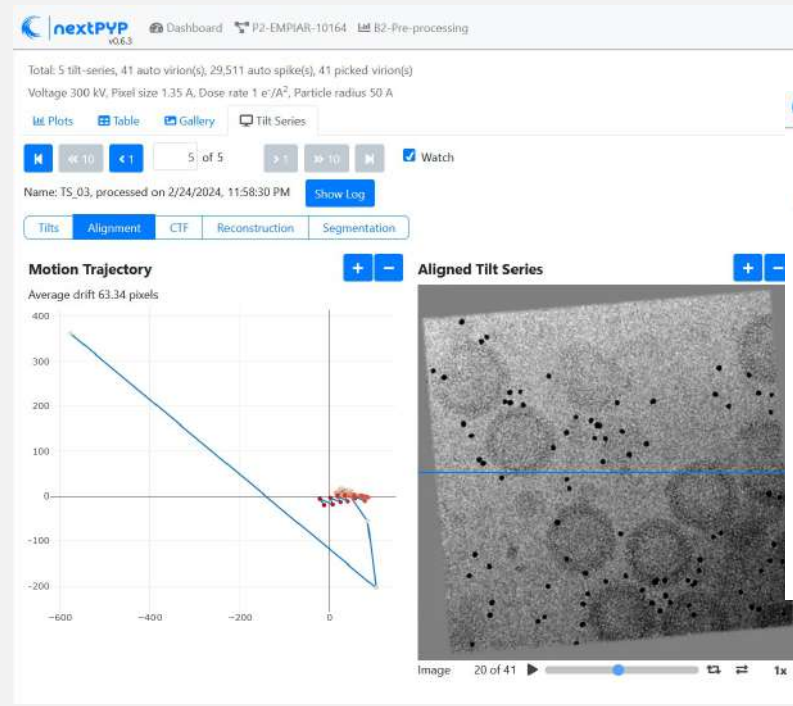 nextPYP Dashboard P2-EMPIAR-10164 B2-Pre-processing
v0.6.3
Total: 5 tilt-series, 41 auto virion(s), 29,511 auto spike(s), 41 picked virion(s)
Voltage 300 kV, Pixel size 1.35 A, Dose rate 1 e-/A², Particle radius 50 A
Plots Table Gallery Tilt Series
10 1 5 of 5 1 10 Watch
Name: TS_03, processed on 2/24/2024, 11:58:30 PM Show Log
Tilts Alignment CTF Reconstruction Segmentation
Motion Trajectory + − Aligned Tilt Series + −
Average drift 63.34 pixels
400
300
200
100
0
−100
−200
−600 −400 −200 0
Image 20 of 41 1x